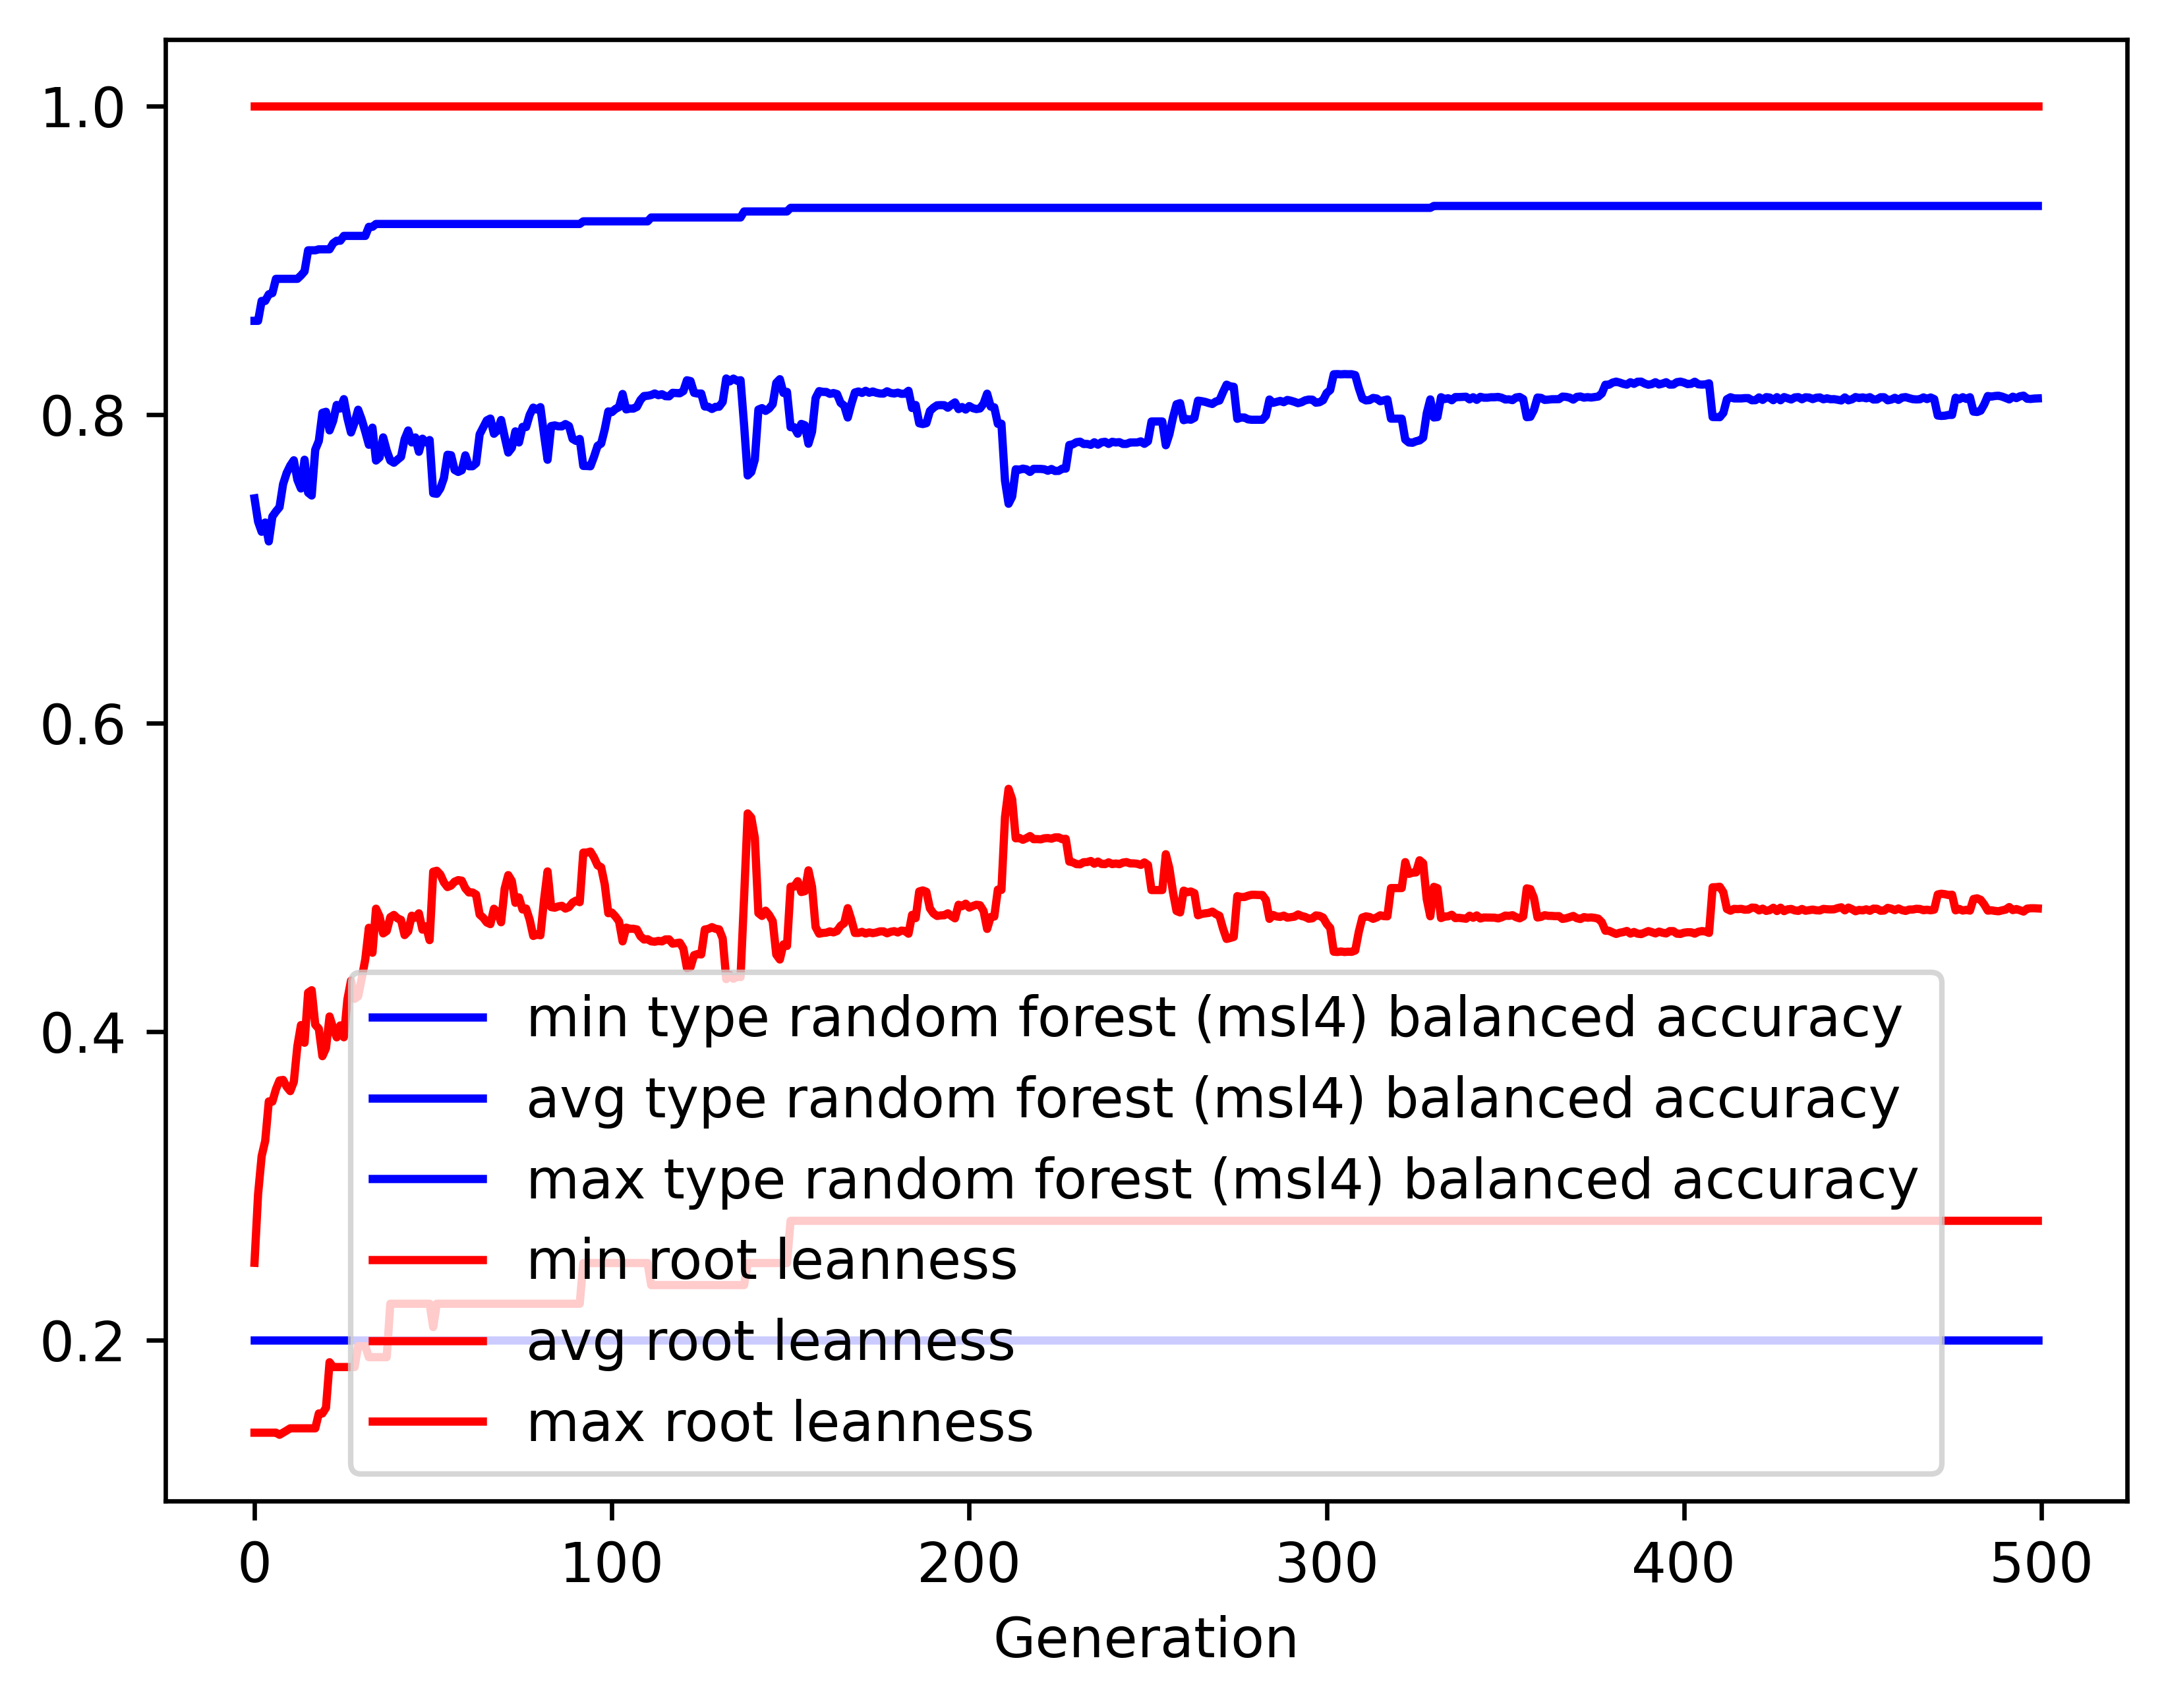 1.0
0.8
0.6
0.4
0.2
min type random forest (msl4) balanced accuracy
avg type random forest (msl4) balanced accuracy
max type random forest (msl4) balanced accuracy
min root leanness
avg root leanness
max root leanness
0 100 200 300 400 500
Generation